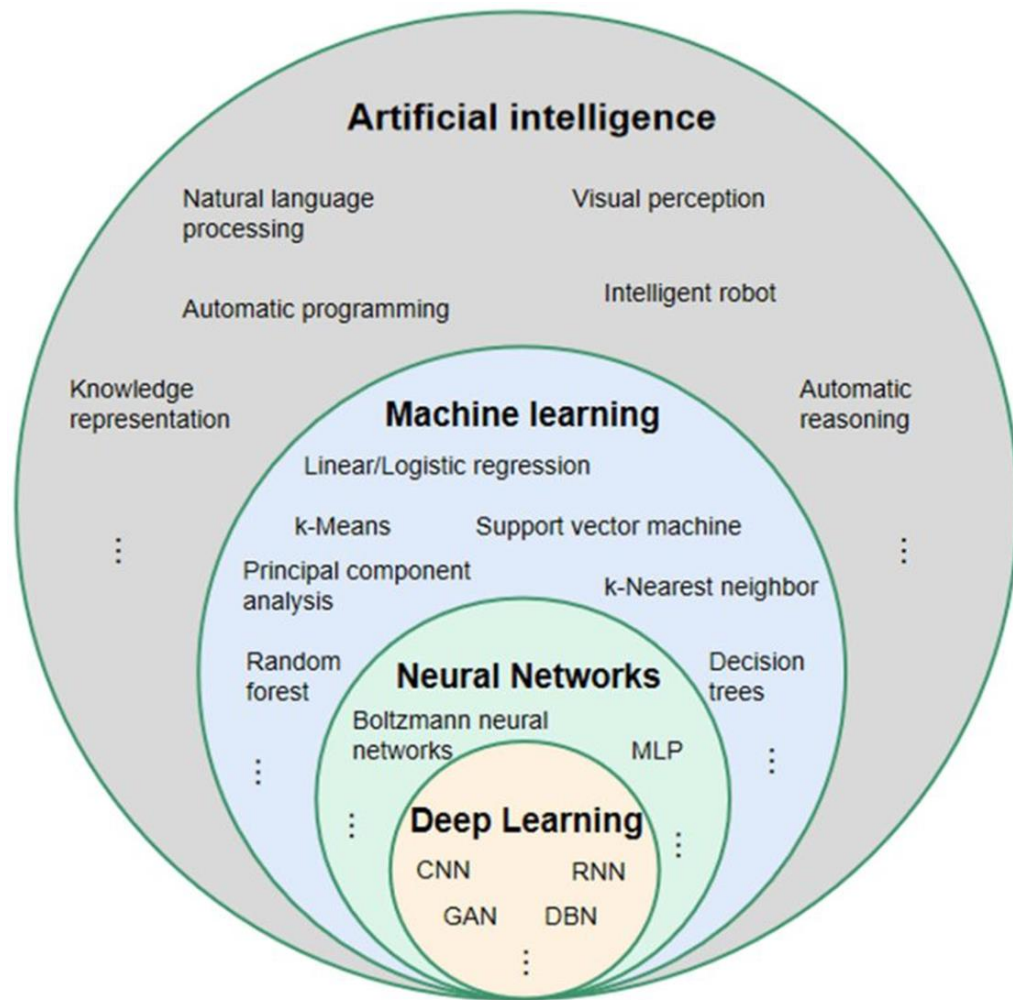 Artificial intelligence
Natural language
processing
Visual perception
Automatic programming
Intelligent robot
Knowledge
representation
Automatic
reasoning
⋮
⋮
Machine learning
Linear/Logistic regression
k-Means
Support vector machine
Principal component
analysis
k-Nearest neighbor
Random
forest
Decision
trees
⋮
⋮
Neural Networks
Boltzmann neural
networks
MLP
⋮
⋮
Deep Learning
CNN
RNN
GAN
DBN
⋮